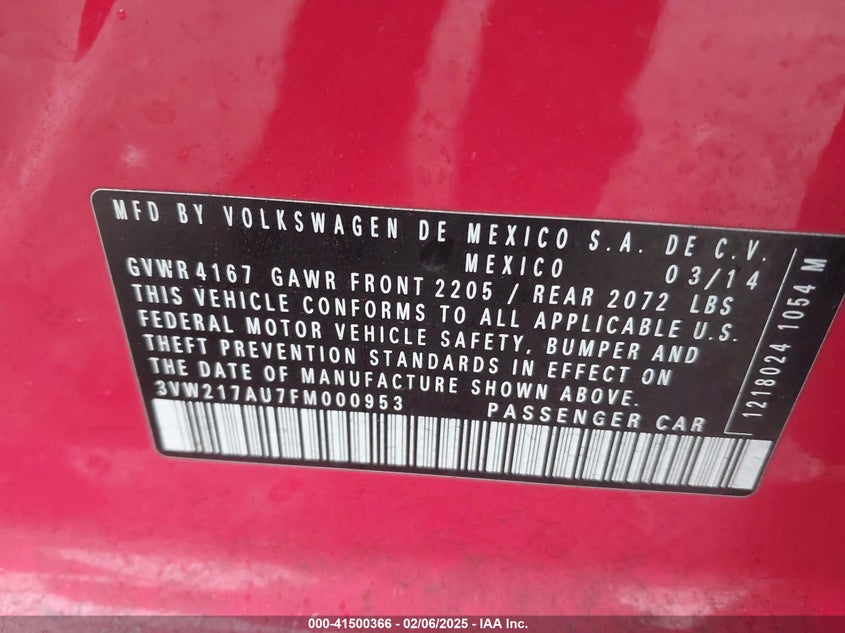 MFD BY VOLKSWAGEN DE MEXICO S.A. DE C.V.
MEXICO 03/14
GVWR 4167 GAWR FRONT 2205 / REAR 2072 LBS
THIS VEHICLE CONFORMS TO ALL APPLICABLE U.S.
FEDERAL MOTOR VEHICLE SAFETY, BUMPER AND
THEFT PREVENTION STANDARDS IN EFFECT ON
THE DATE OF MANUFACTURE SHOWN ABOVE.
3VW217AU7FM000953 PASSENGER CAR
1218024 1054 M
000-41500366 - 02/06/2025 - IAA Inc.